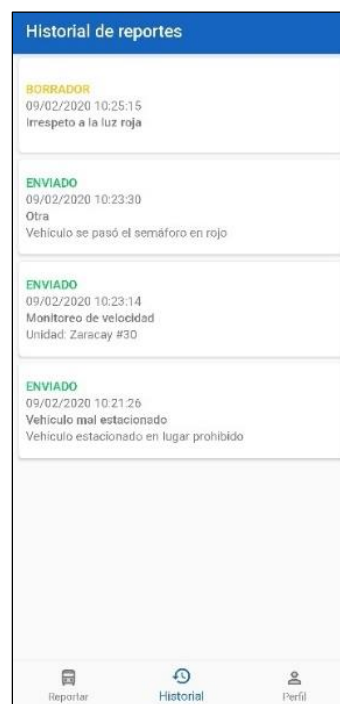 Historial de reportes
BORRADOR
09/02/2020 10:25:15
Irrespeto a la luz roja
ENVIADO
09/02/2020 10:23:30
Otra
Vehículo se pasó el semáforo en rojo
ENVIADO
09/02/2020 10:23:14
Monitoreo de velocidad
Unidad: Zaracay #30
ENVIADO
09/02/2020 10:21:26
Vehículo mal estacionado
Vehículo estacionado en lugar prohibido
Reportar
Historial
Perfil